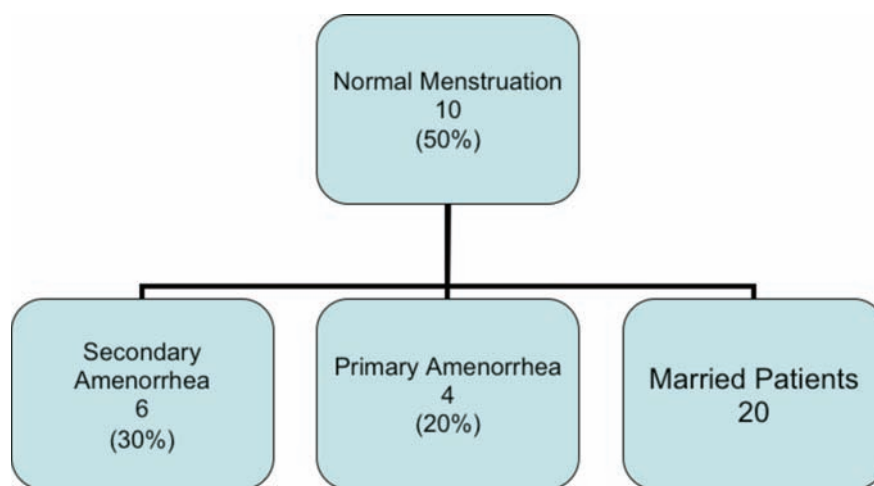 Normal Menstruation
10
(50%)
Secondary
Amenorrhea
6
(30%)
Primary Amenorrhea
4
(20%)
Married Patients
20